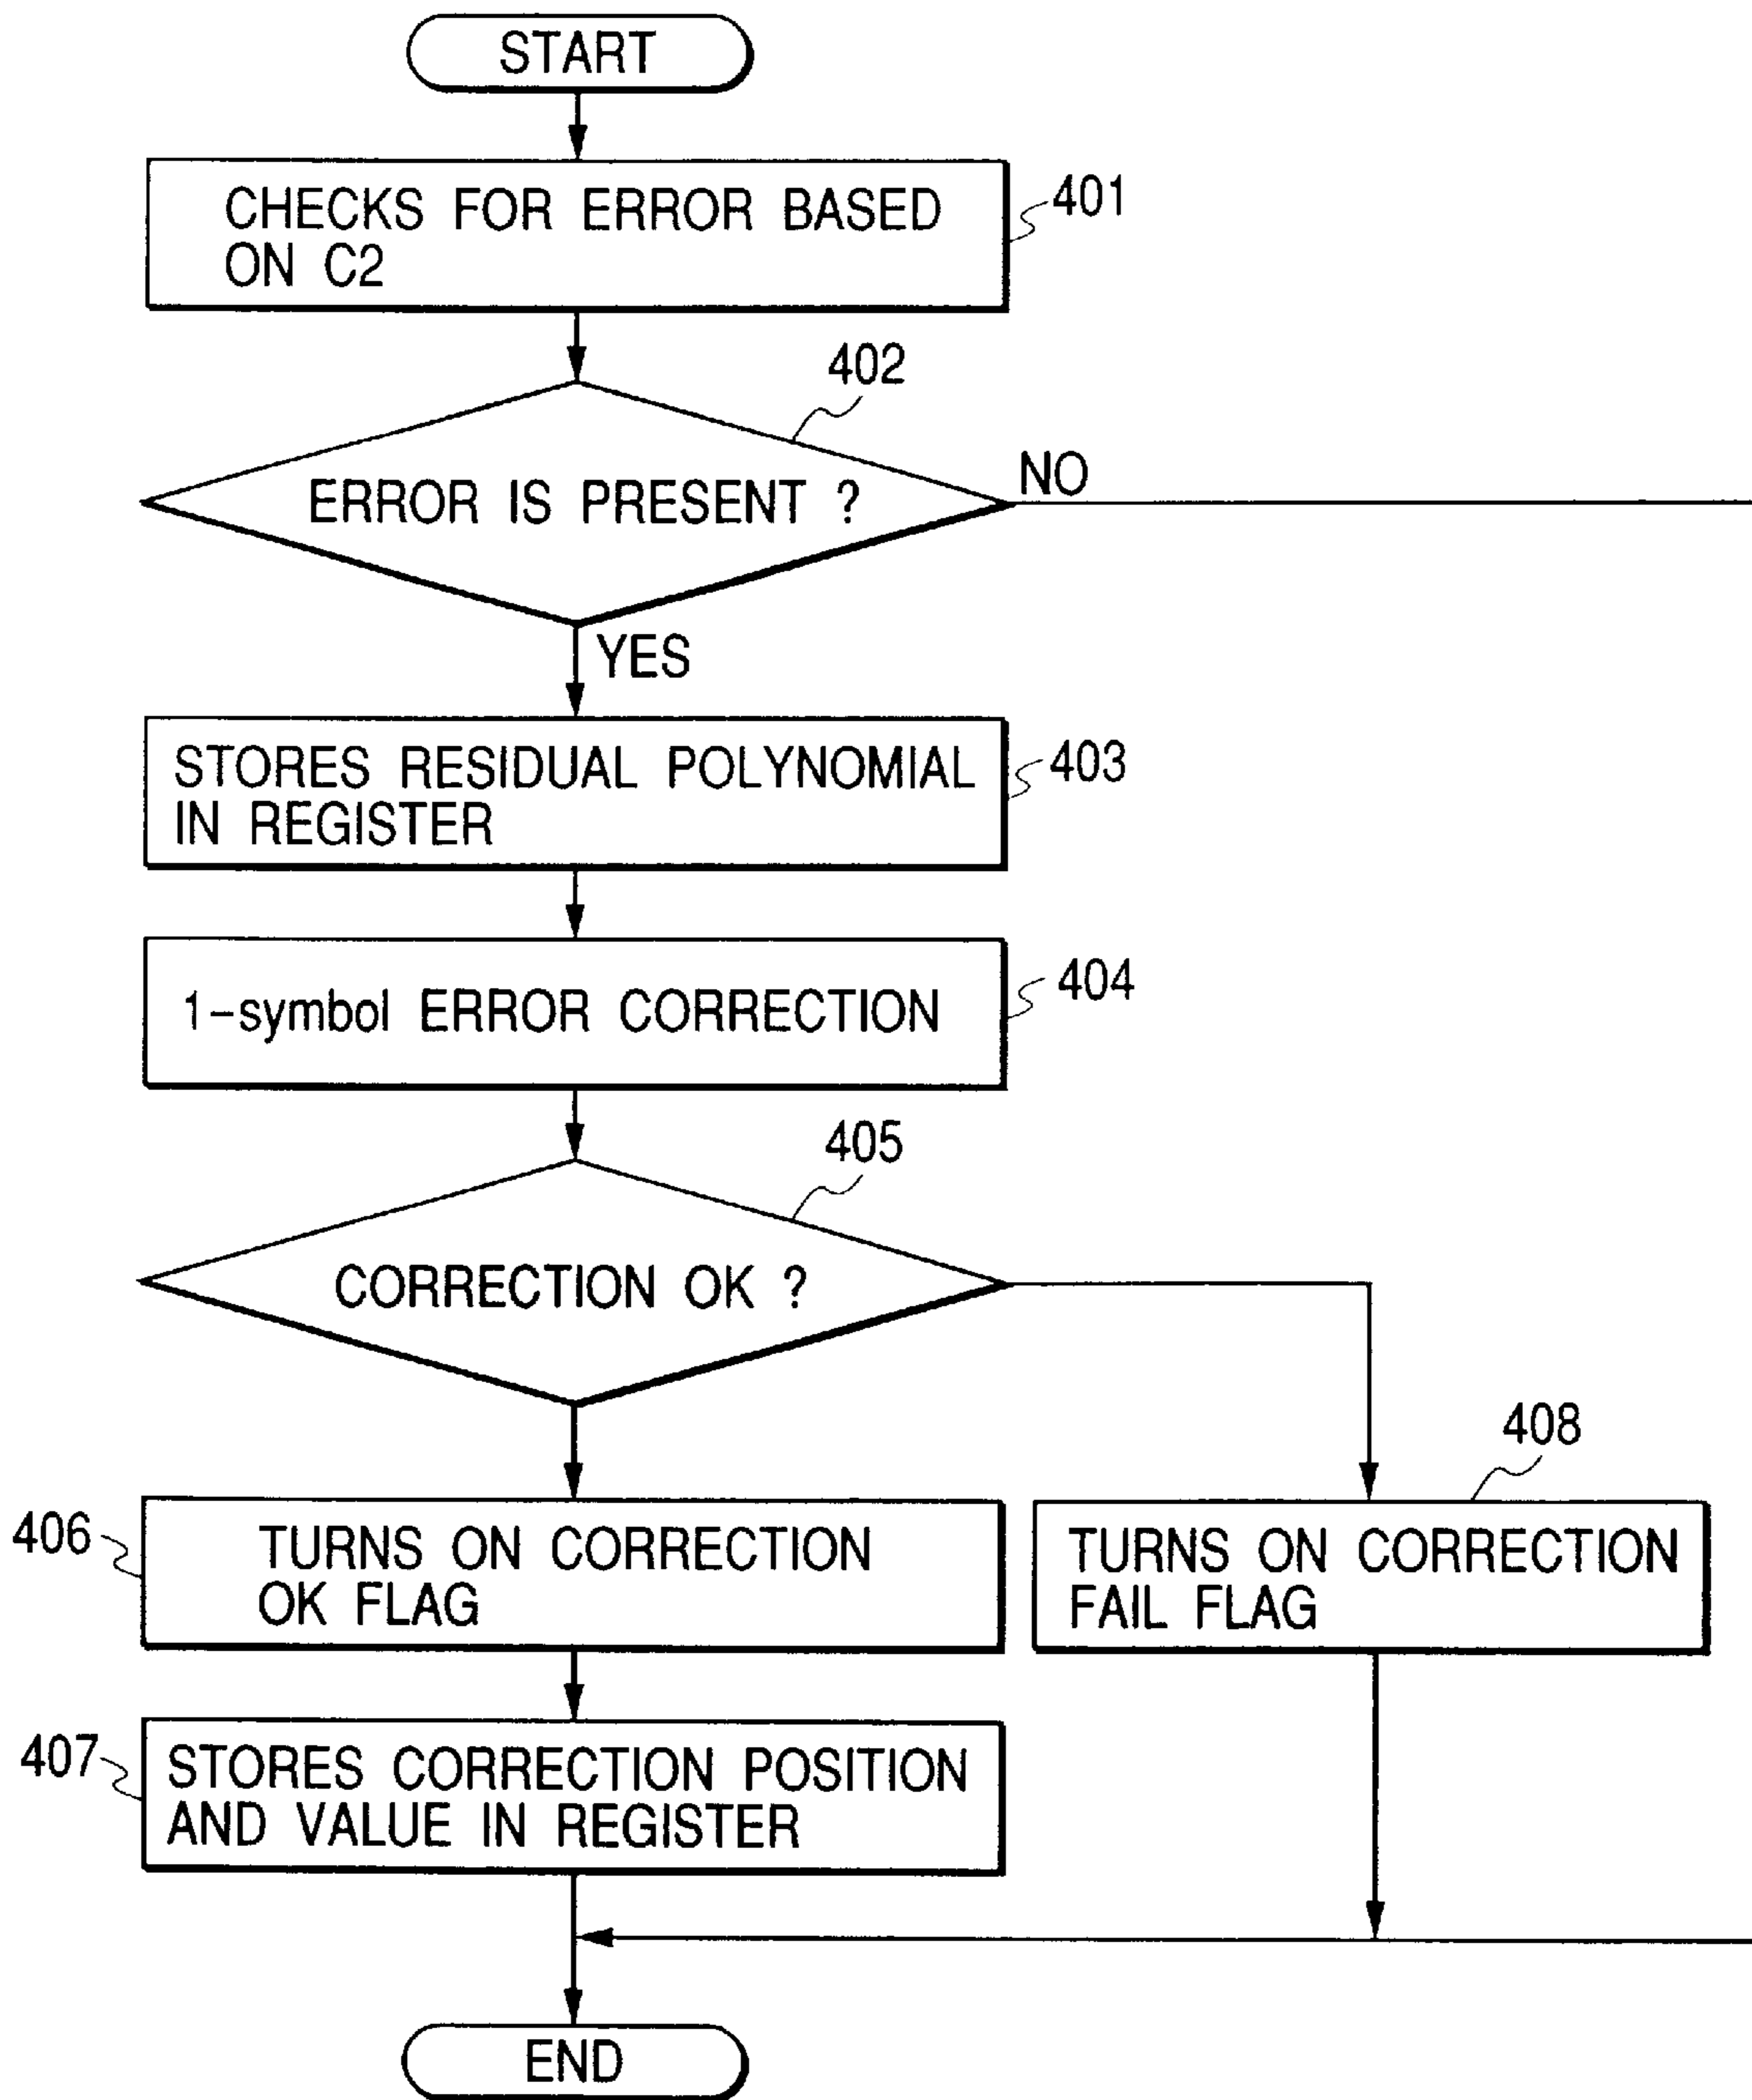 START
CHECKS FOR ERROR BASED
ON C2
401
402
ERROR IS PRESENT ?
NO
YES
STORES RESIDUAL POLYNOMIAL
IN REGISTER
403
1-symbol ERROR CORRECTION
404
405
CORRECTION OK ?
406
TURNS ON CORRECTION
OK FLAG
408
TURNS ON CORRECTION
FAIL FLAG
407
STORES CORRECTION POSITION
AND VALUE IN REGISTER
END